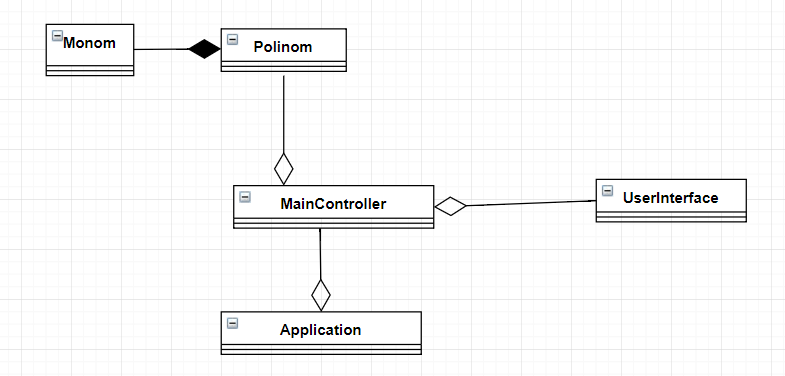 Monom
Polinom
MainController
UserInterface
Application